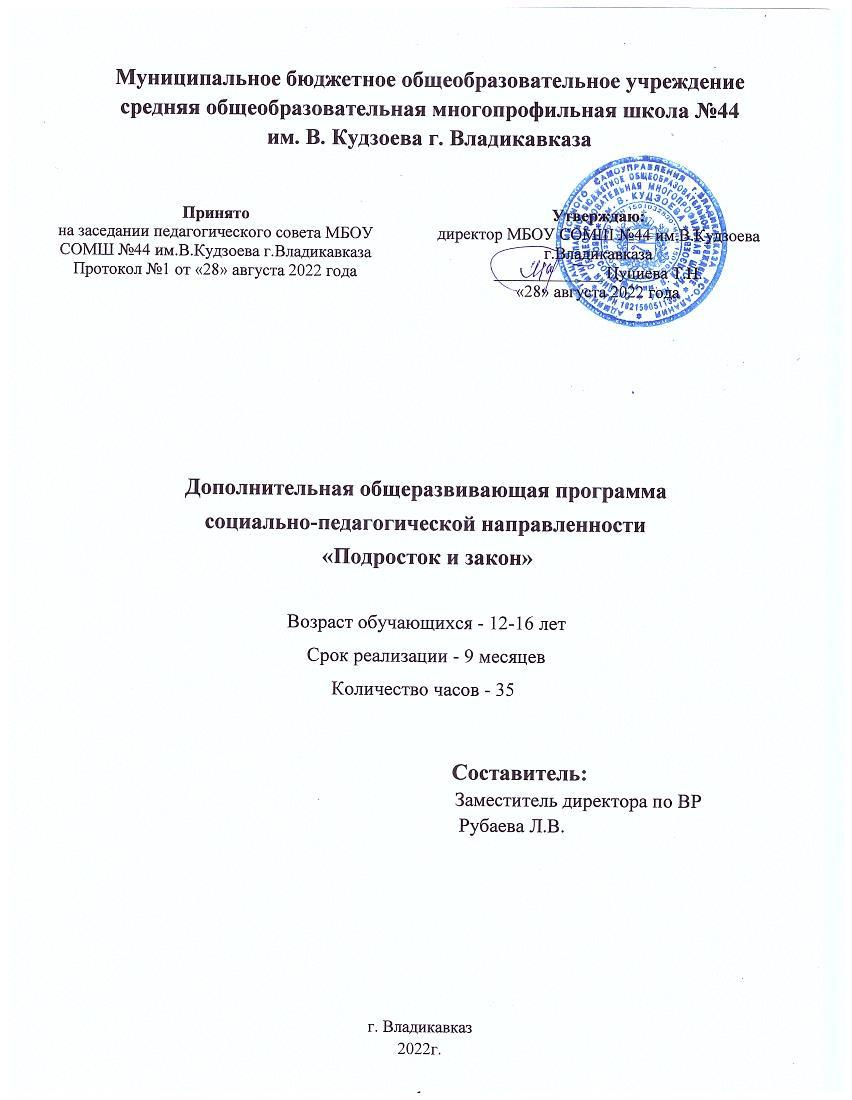 Муниципальное бюджетное общеобразовательное учреждение
средняя общеобразовательная многопрофильная школа №44
им. В. Кудзоева г. Владикавказа
Принято
на заседании педагогического совета МБОУ
СОМШ №44 им.В.Кудзоева г.Владикавказа
Протокол №1 от «28» августа 2022 года
Утверждаю:
директор МБОУ СОМШ №44 им.В.Кудзоева
г.Владикавказа
Цуциева Т.Н.
«28» августа 2022 года
Дополнительная общеразвивающая программа
социально-педагогической направленности
«Подросток и закон»
Возраст обучающихся - 12-16 лет
Срок реализации - 9 месяцев
Количество часов - 35
Составитель:
Заместитель директора по ВР
Рубаева Л.В.
г. Владикавказ
2022г.